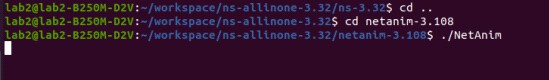 lab2@lab2-B250M-D2V:~/workspace/ns-allinone-3.32/ns-3.32$ cd ..
lab2@lab2-B250M-D2V:~/workspace/ns-allinone-3.32$ cd netanim-3.108
lab2@lab2-B250M-D2V:~/workspace/ns-allinone-3.32/netanim-3.108$ ./NetAnim